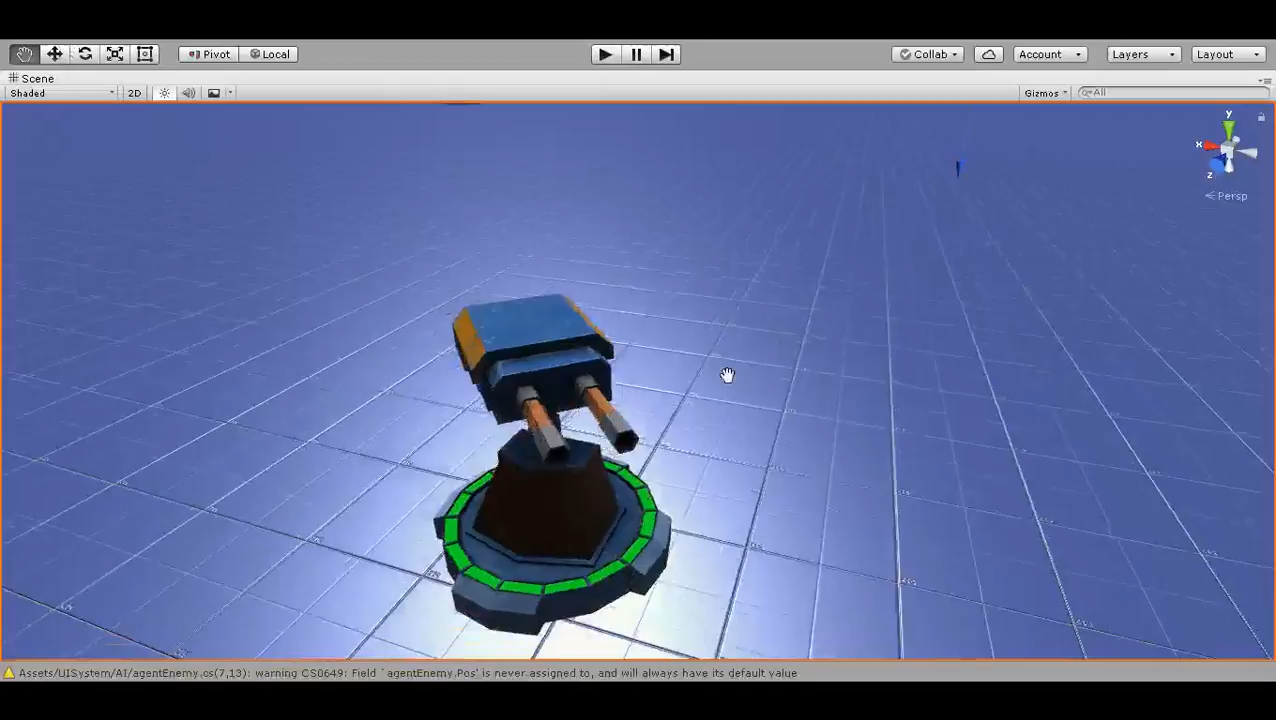 Pivot Local Collab Account Layers Layout
Scene
Shaded 2D Gizmos All
y
x
z
Persp
Assets/UISystem/AI/agentEnemy.cs(7,13): warning CS0649: Field `agentEnemy.Pos' is never assigned to, and will always have its default value